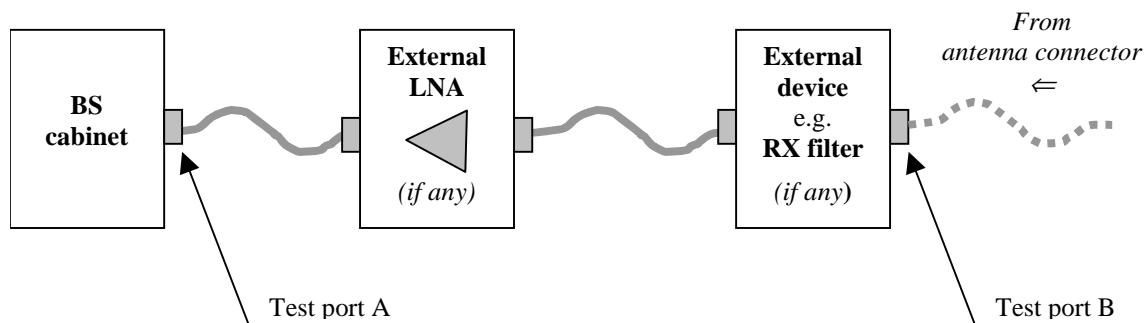 BS
cabinet
External
LNA
(if any)
External
device
e.g.
RX filter
(if any)
From
antenna connector
⇐
Test port A
Test port B